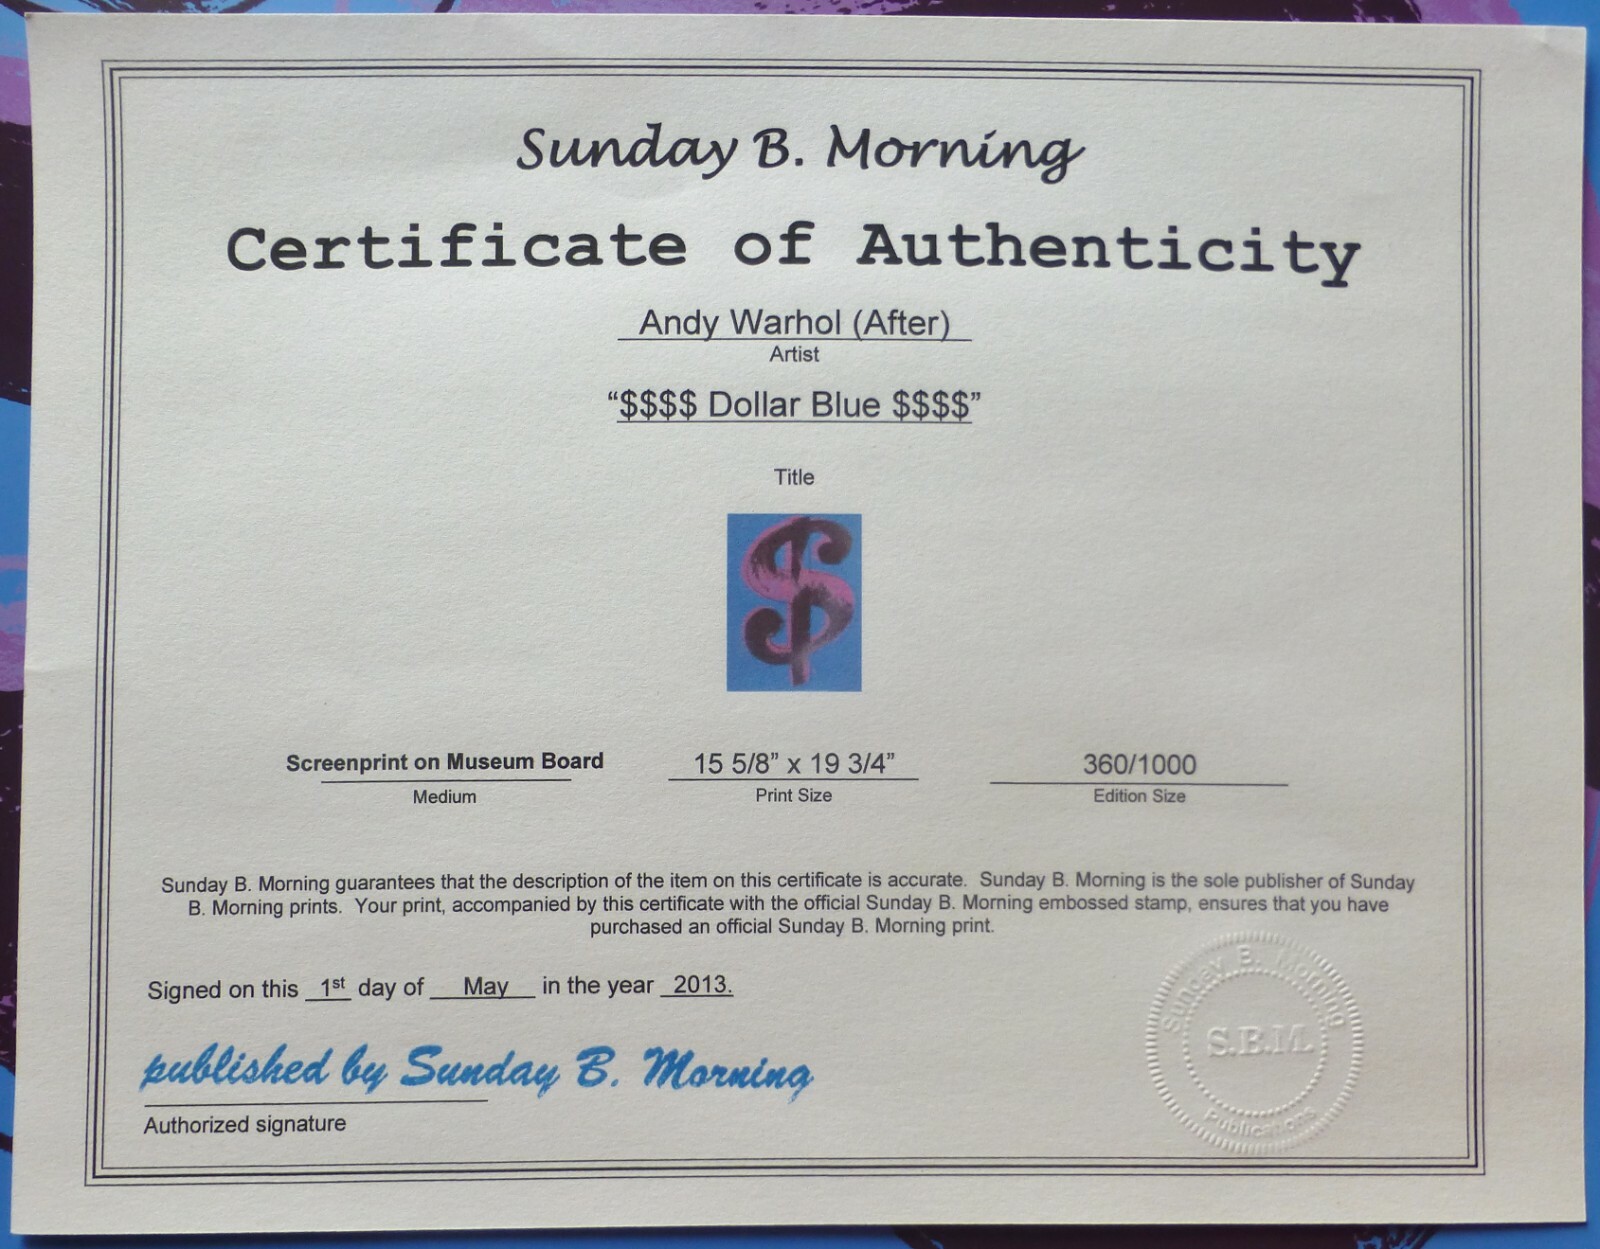 Sunday B. Morning
Certificate of Authenticity
Andy Warhol (After)
Artist
“$$$$ Dollar Blue $$$$”
Title
Screenprint on Museum Board
Medium
15 5/8” x 19 3/4”
Print Size
360/1000
Edition Size
Sunday B. Morning guarantees that the description of the item on this certificate is accurate.  Sunday B. Morning is the sole publisher of Sunday
B. Morning prints.  Your print, accompanied by this certificate with the official Sunday B. Morning embossed stamp, ensures that you have
purchased an official Sunday B. Morning print.
Signed on this 1st day of May in the year 2013.
published by Sunday B. Morning
Authorized signature
Sunday B. Morning
S.B.M.
Publications